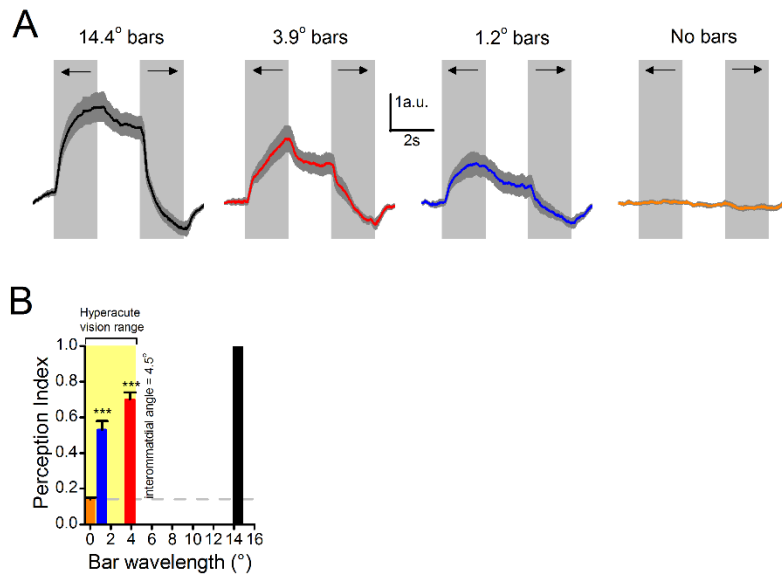 A
14.4° bars
3.9° bars
1.2° bars
No bars
1a.u.
2s
B
Hyperacute
vision range
Perception Index
1.0
0.8
0.6
0.4
0.2
0.0
***
***
interommatdial angle = 4.5°
0 2 4 6 8 10 12 14 16
Bar wavelength (°)